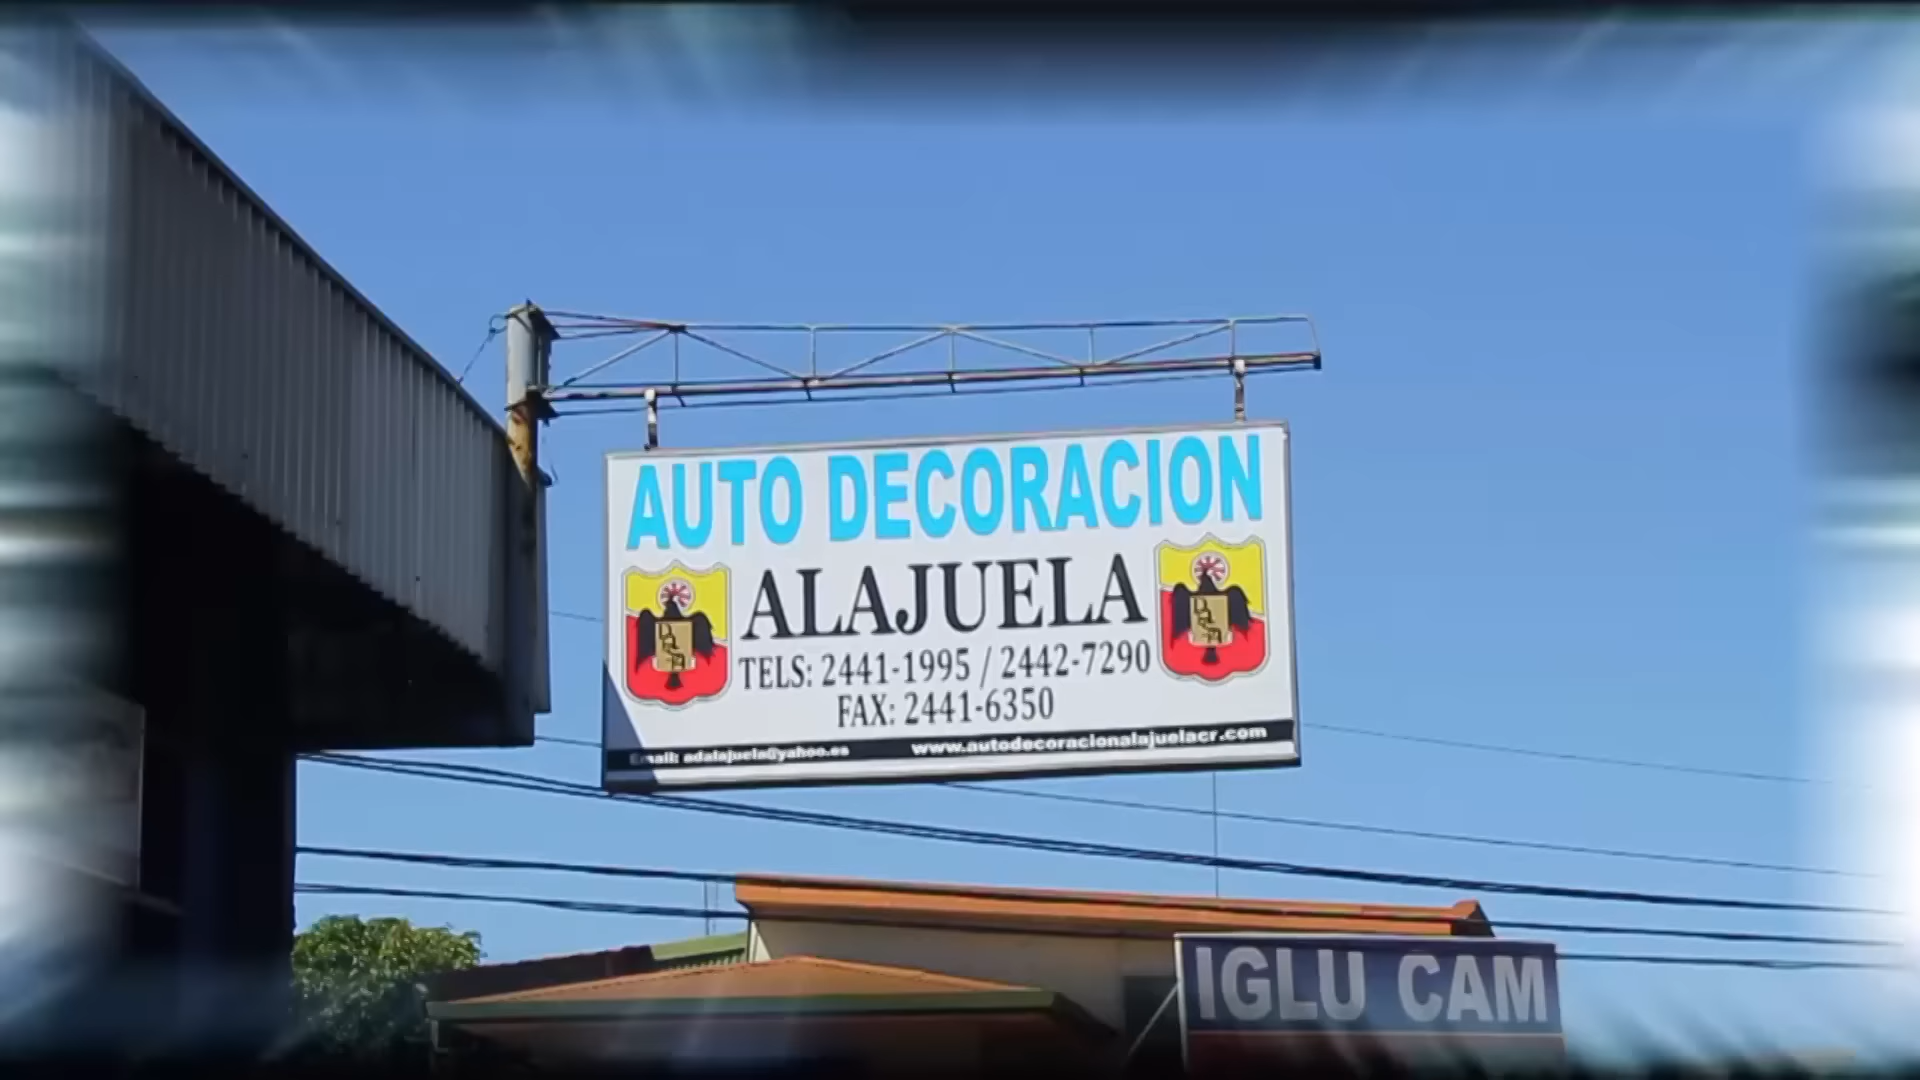 AUTO DECORACION
ALAJUELA
TELS: 2441-1995 / 2442-7290
FAX: 2441-6350
Email: adalajuela@yahoo.es
www.autodecoracionalajuelacr.com
IGLU CAM